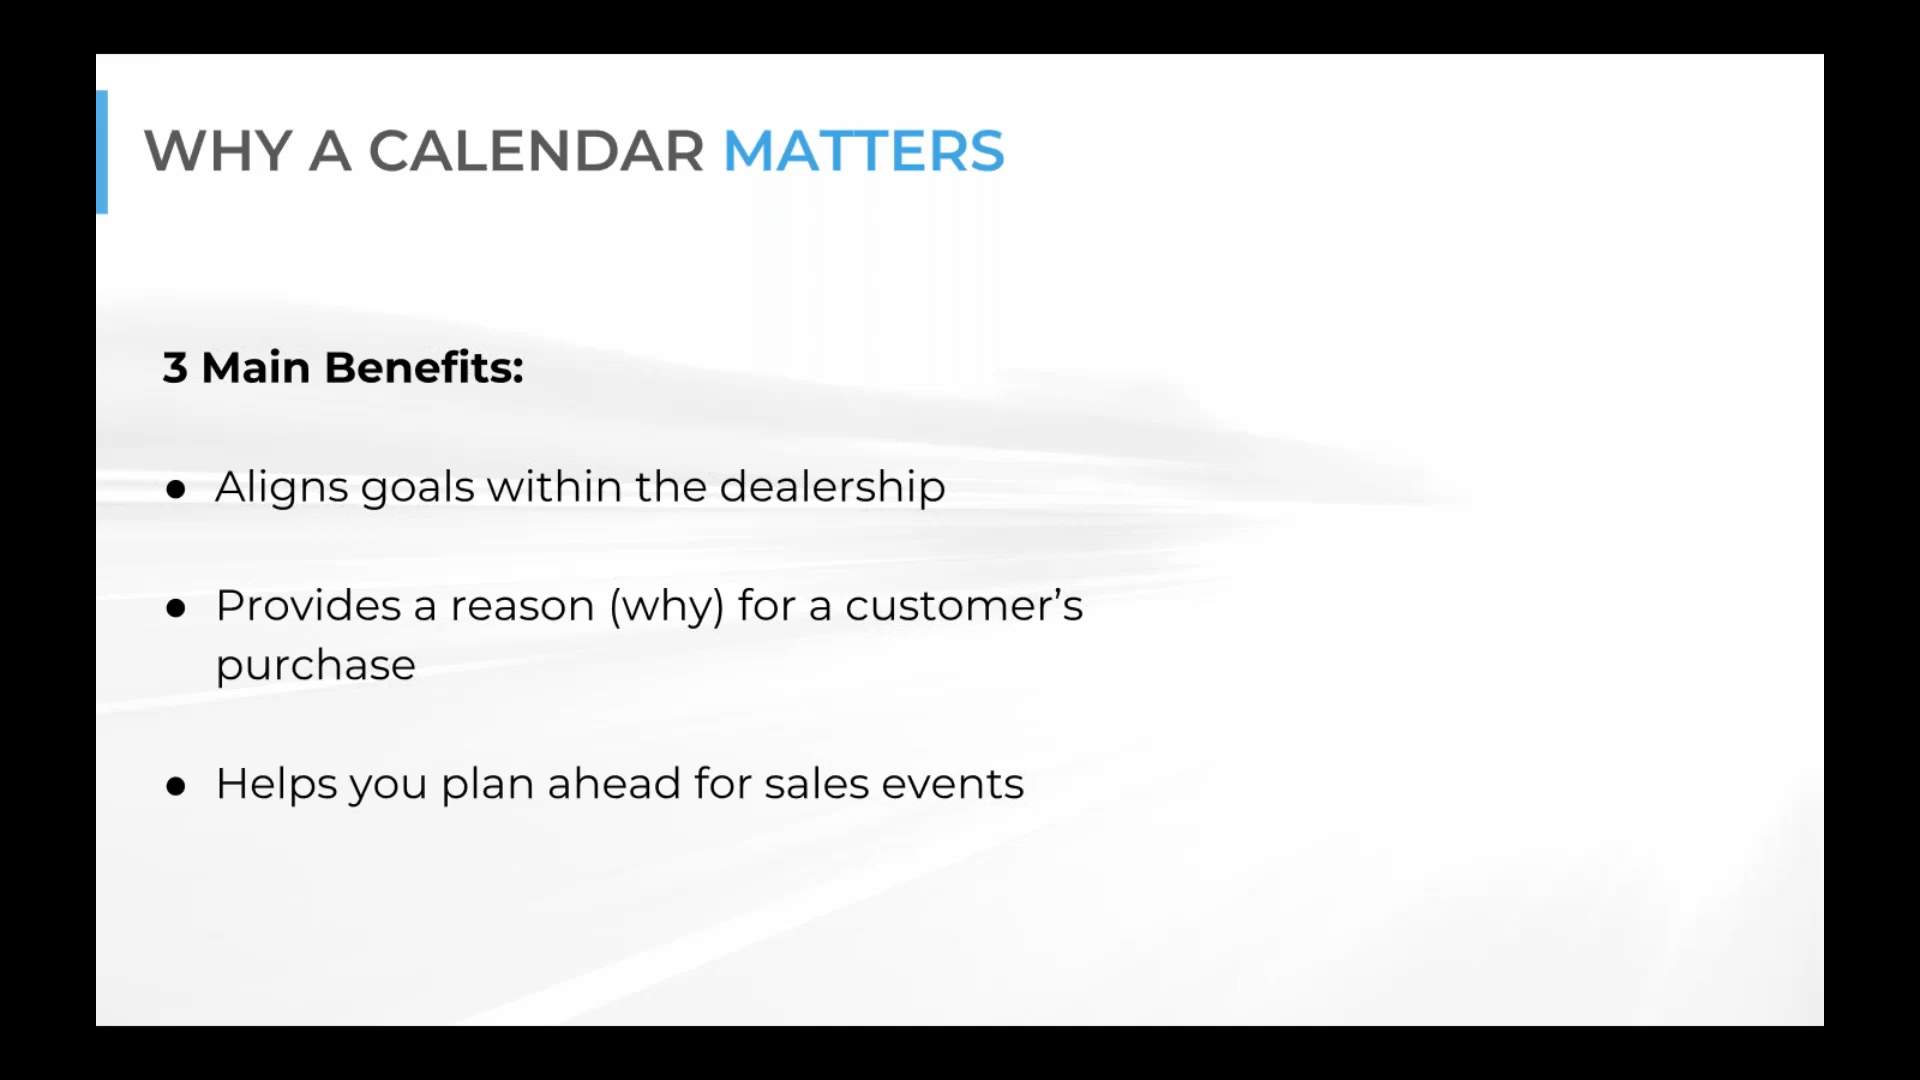 WHY A CALENDAR MATTERS
3 Main Benefits:
● Aligns goals within the dealership
● Provides a reason (why) for a customer’s
purchase
● Helps you plan ahead for sales events